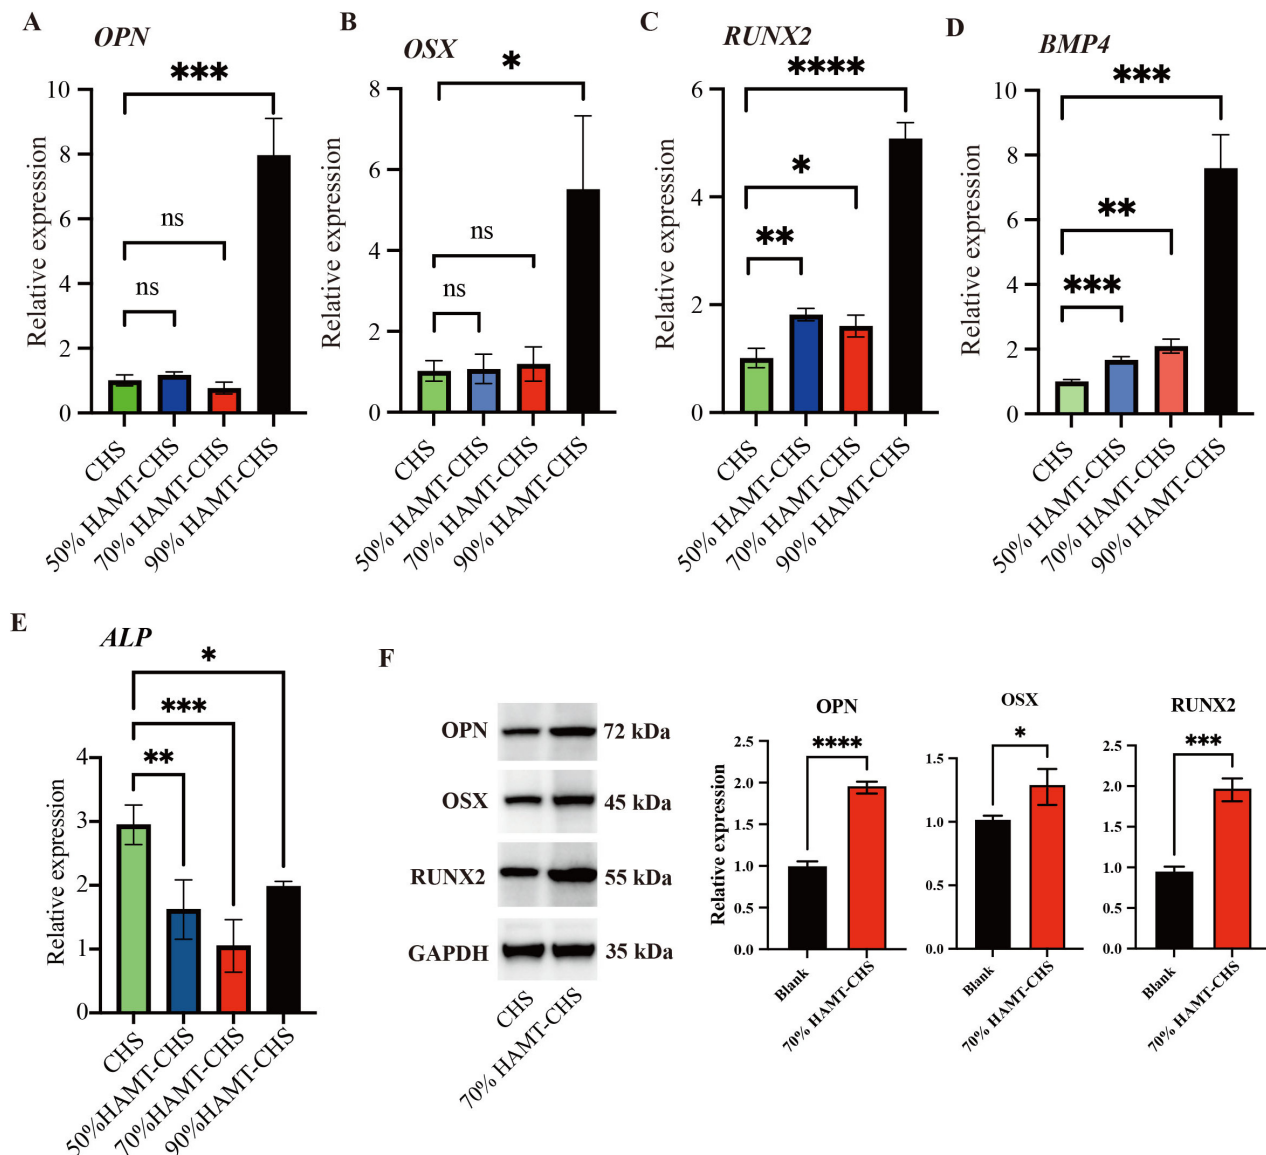 A
OPN
***
ns
ns
Relative expression
10
8
6
4
2
0
CHS
50% HAMT-CHS
70% HAMT-CHS
90% HAMT-CHS
B
OSX
*
ns
ns
Relative expression
8
6
4
2
0
CHS
50% HAMT-CHS
70% HAMT-CHS
90% HAMT-CHS
C
RUNX2
****
*
**
Relative expression
6
4
2
0
CHS
50% HAMT-CHS
70% HAMT-CHS
90% HAMT-CHS
D
BMP4
***
**
***
Relative expression
10
8
6
4
2
0
CHS
50% HAMT-CHS
70% HAMT-CHS
90% HAMT-CHS
E
ALP
*
***
**
Relative expression
4
3
2
1
0
CHS
50%HAMT-CHS
70%HAMT-CHS
90%HAMT-CHS
F
OPN 72 kDa
OSX 45 kDa
RUNX2 55 kDa
GAPDH 35 kDa
CHS
70% HAMT-CHS
OPN
****
Relative expression
2.5
2.0
1.5
1.0
0.5
0.0
Blank
70% HAMT-CHS
OSX
*
1.5
1.0
0.5
0.0
Blank
70% HAMT-CHS
RUNX2
***
2.5
2.0
1.5
1.0
0.5
0.0
Blank
70% HAMT-CHS